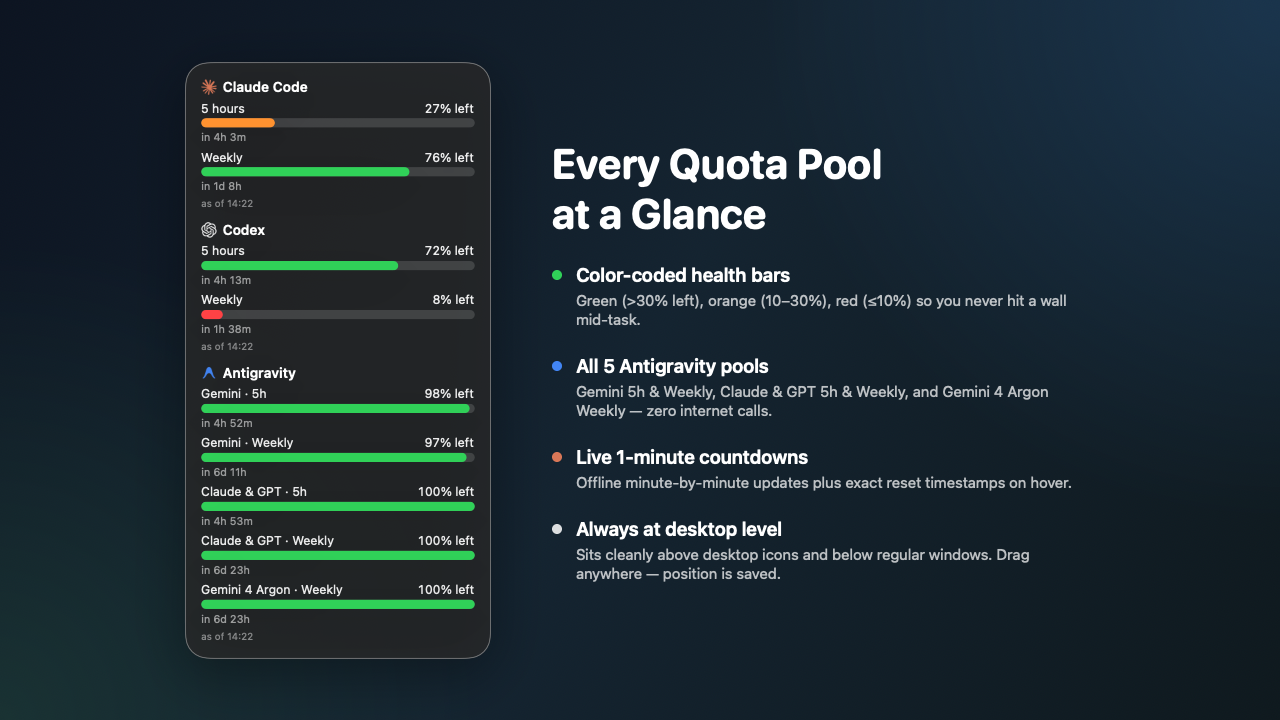 Claude Code
5 hours 27% left
in 4h 3m
Weekly 76% left
in 1d 8h
as of 14:22
Codex
5 hours 72% left
in 4h 13m
Weekly 8% left
in 1h 38m
as of 14:22
Antigravity
Gemini · 5h 98% left
in 4h 52m
Gemini · Weekly 97% left
in 6d 11h
Claude & GPT · 5h 100% left
in 4h 53m
Claude & GPT · Weekly 100% left
in 6d 23h
Gemini 4 Argon · Weekly 100% left
in 6d 23h
as of 14:22
Every Quota Pool
at a Glance
Color-coded health bars
Green (>30% left), orange (10–30%), red (≤10%) so you never hit a wall
mid-task.
All 5 Antigravity pools
Gemini 5h & Weekly, Claude & GPT 5h & Weekly, and Gemini 4 Argon
Weekly — zero internet calls.
Live 1-minute countdowns
Offline minute-by-minute updates plus exact reset timestamps on hover.
Always at desktop level
Sits cleanly above desktop icons and below regular windows. Drag
anywhere — position is saved.